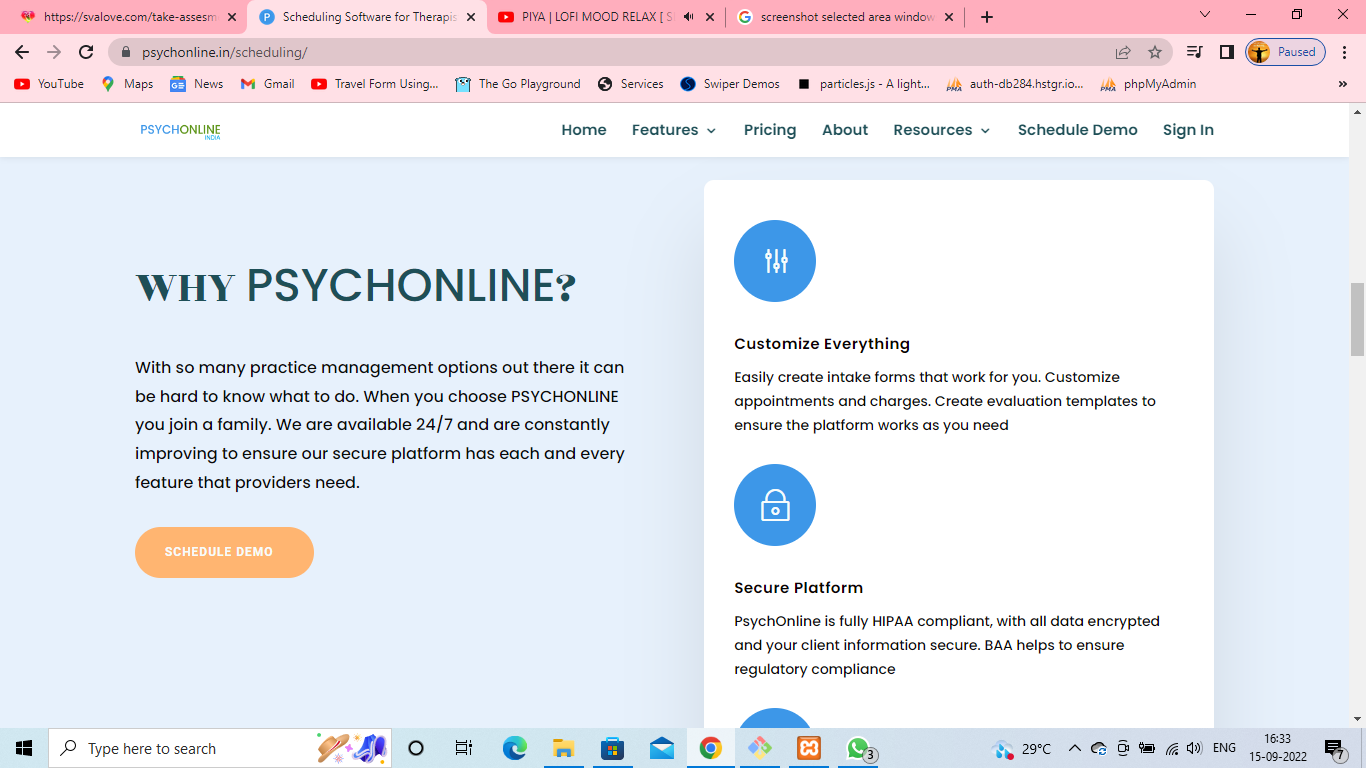 https://svalove.com/take-assesm
Scheduling Software for Therapis
PIYA | LOFI MOOD RELAX [ S
screenshot selected area window
psychonline.in/scheduling/
Paused
YouTube
Maps
News
Gmail
Travel Form Using...
The Go Playground
Services
Swiper Demos
particles.js - A light...
auth-db284.hstgr.io...
phpMyAdmin
PSYCHONLINE
INDIA
Home
Features
Pricing
About
Resources
Schedule Demo
Sign In
WHY PSYCHONLINE?
With so many practice management options out there it can
be hard to know what to do. When you choose PSYCHONLINE
you join a family. We are available 24/7 and are constantly
improving to ensure our secure platform has each and every
feature that providers need.
SCHEDULE DEMO
Customize Everything
Easily create intake forms that work for you. Customize
appointments and charges. Create evaluation templates to
ensure the platform works as you need
Secure Platform
PsychOnline is fully HIPAA compliant, with all data encrypted
and your client information secure. BAA helps to ensure
regulatory compliance
Type here to search
3
29°C
ENG
16:33
15-09-2022
7